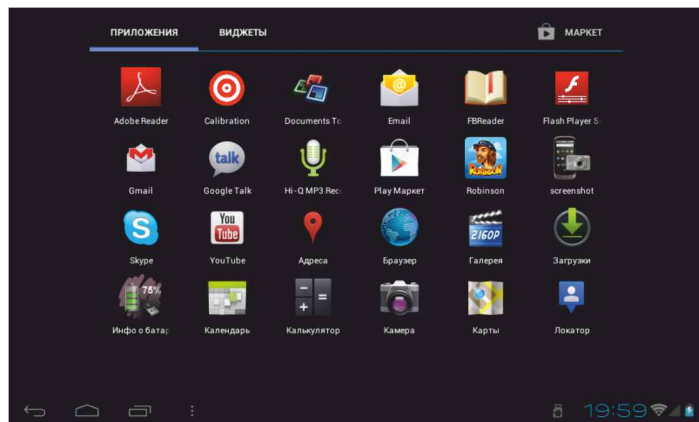 ПРИЛОЖЕНИЯ ВИДЖЕТЫ МАРКЕТ
Adobe Reader Calibration Documents To Email FBReader Flash Player S
talk
Gmail Google Talk Hi-Q MP3 Rec Play Маркет Robinson screenshot
You
Tube
2160P
Skype YouTube Адреса Браузер Галерея Загрузки
75%
Инфо о батар Календарь Калькулятор Камера Карты Локатор
19:59